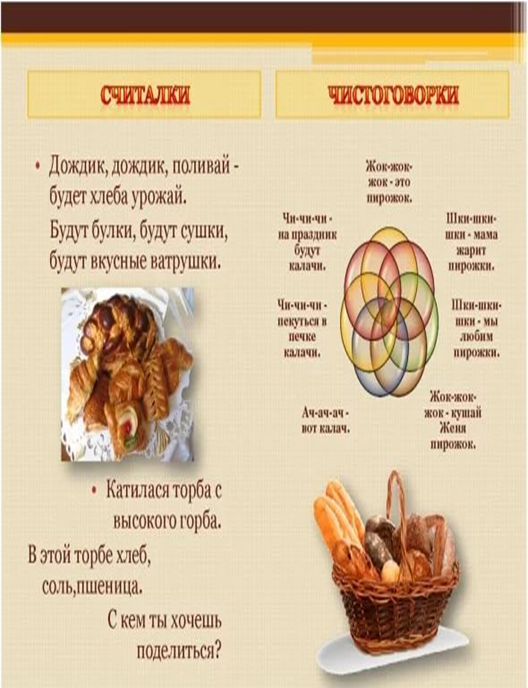 СЧИТАЛКИ
Дождик, дождик, поливай -
будет хлеба урожай.
Будут булки, будут сушки,
будут вкусные ватрушки.
Катилася торба с
высокого горба.
В этой торбе хлеб,
соль,пшеница.
С кем ты хочешь
поделиться?
ЧИСТОГОВОРКИ
Жок-жок-
жок - это
пирожок.
Шки-шки-
шки - мама
жарит
пирожки.
Шки-шки-
шки - мы
любим
пирожки.
Жок-жок-
жок - кушай
Женя
пирожок.
Ач-ач-ач -
вот калач.
Чи-чи-чи -
пекуться в
печке
калачи.
Чи-чи-чи -
на праздник
будут
калачи.